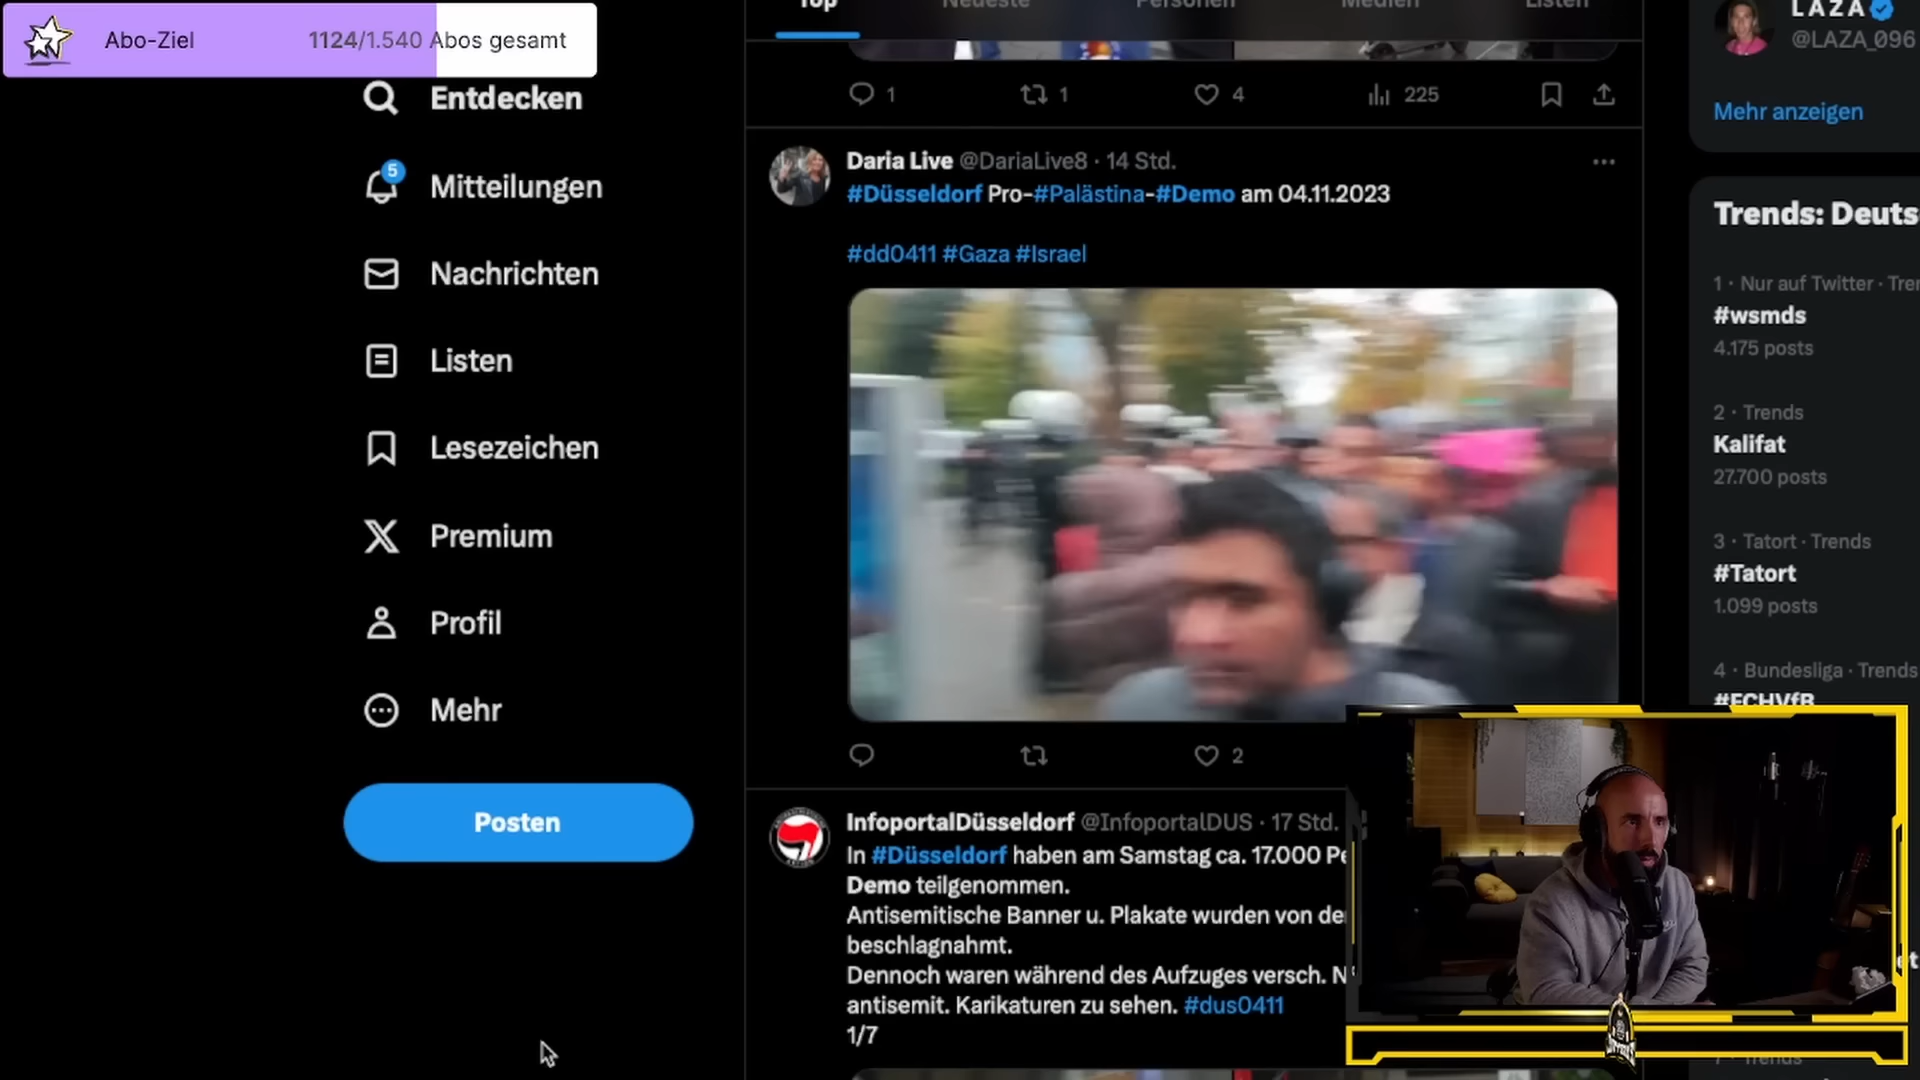 Abo-Ziel 1124/1.540 Abos gesamt
Entdecken
5
Mitteilungen
Nachrichten
Listen
Lesezeichen
Premium
Profil
Mehr
Posten
Top Neueste Personen Medien Listen
1 1 4 225
Daria Live @DariaLive8 · 14 Std.
#Düsseldorf Pro-#Palästina-#Demo am 04.11.2023
#dd0411 #Gaza #Israel
2
InfoportalDüsseldorf @InfoportalDUS · 17 Std.
In #Düsseldorf haben am Samstag ca. 17.000 Pe
Demo teilgenommen.
Antisemitische Banner u. Plakate wurden von de
beschlagnahmt.
Dennoch waren während des Aufzuges versch. N
antisemit. Karikaturen zu sehen. #dus0411
1/7
LAZA
@LAZA_096
Mehr anzeigen
Trends: Deuts
1 · Nur auf Twitter · Tre
#wsmds
4.175 posts
2 · Trends
Kalifat
27.700 posts
3 · Tatort · Trends
#Tatort
1.099 posts
4 · Bundesliga · Trends
#FCHVfB
7 · Trends